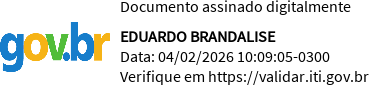 Documento assinado digitalmente
gov.br
EDUARDO BRANDALISE
Data: 04/02/2026 10:09:05-0300
Verifique em https://validar.iti.gov.br